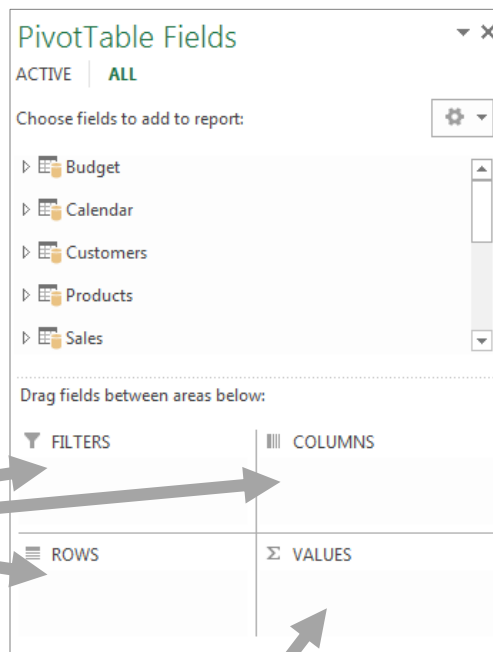 PivotTable Fields
ACTIVE ALL
Choose fields to add to report:
Budget
Calendar
Customers
Products
Sales
Drag fields between areas below:
FILTERS COLUMNS
ROWS Σ VALUES